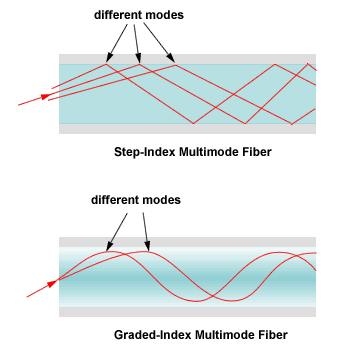 different modes
Step-Index Multimode Fiber
different modes
Graded-Index Multimode Fiber